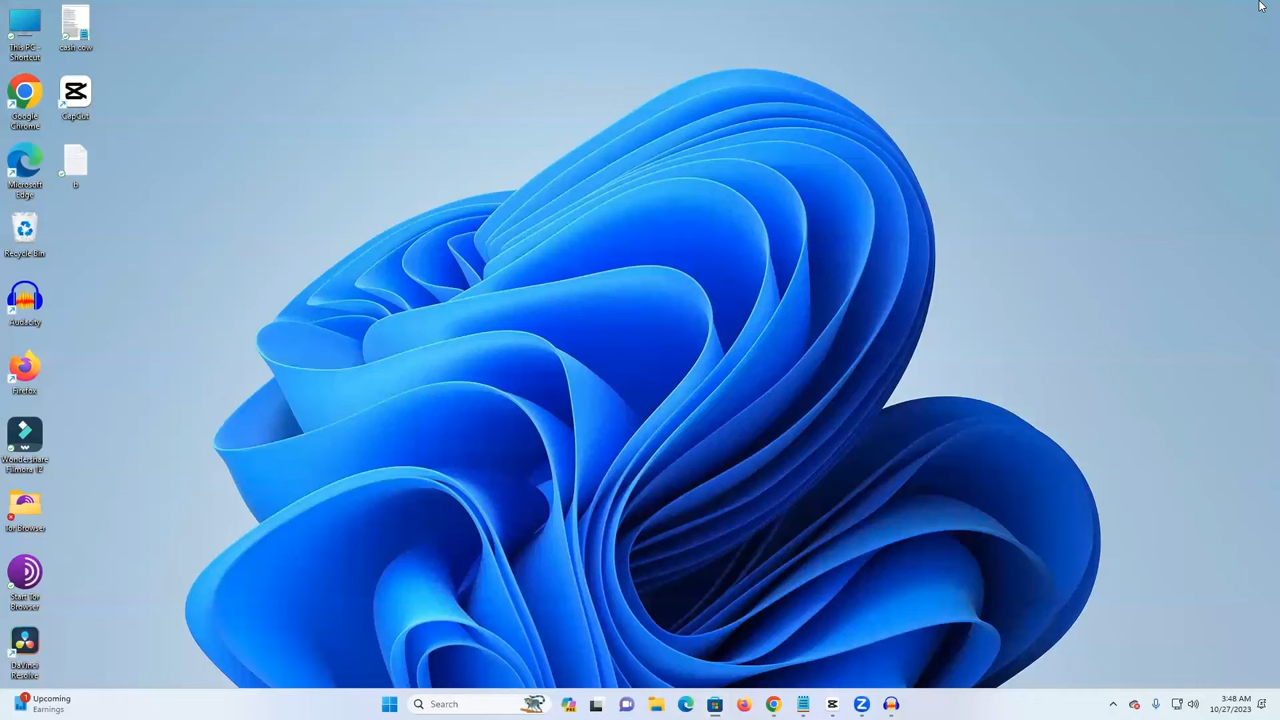 This PC -
Shortcut
cash cow
Google
Chrome
CapCut
Microsoft
Edge
b
Recycle Bin
Audacity
Firefox
Wondershare
Filmora 12
Tor Browser
Start Tor
Browser
DaVinci
Resolve
1
Upcoming
Earnings
Search
3:48 AM
10/27/2023